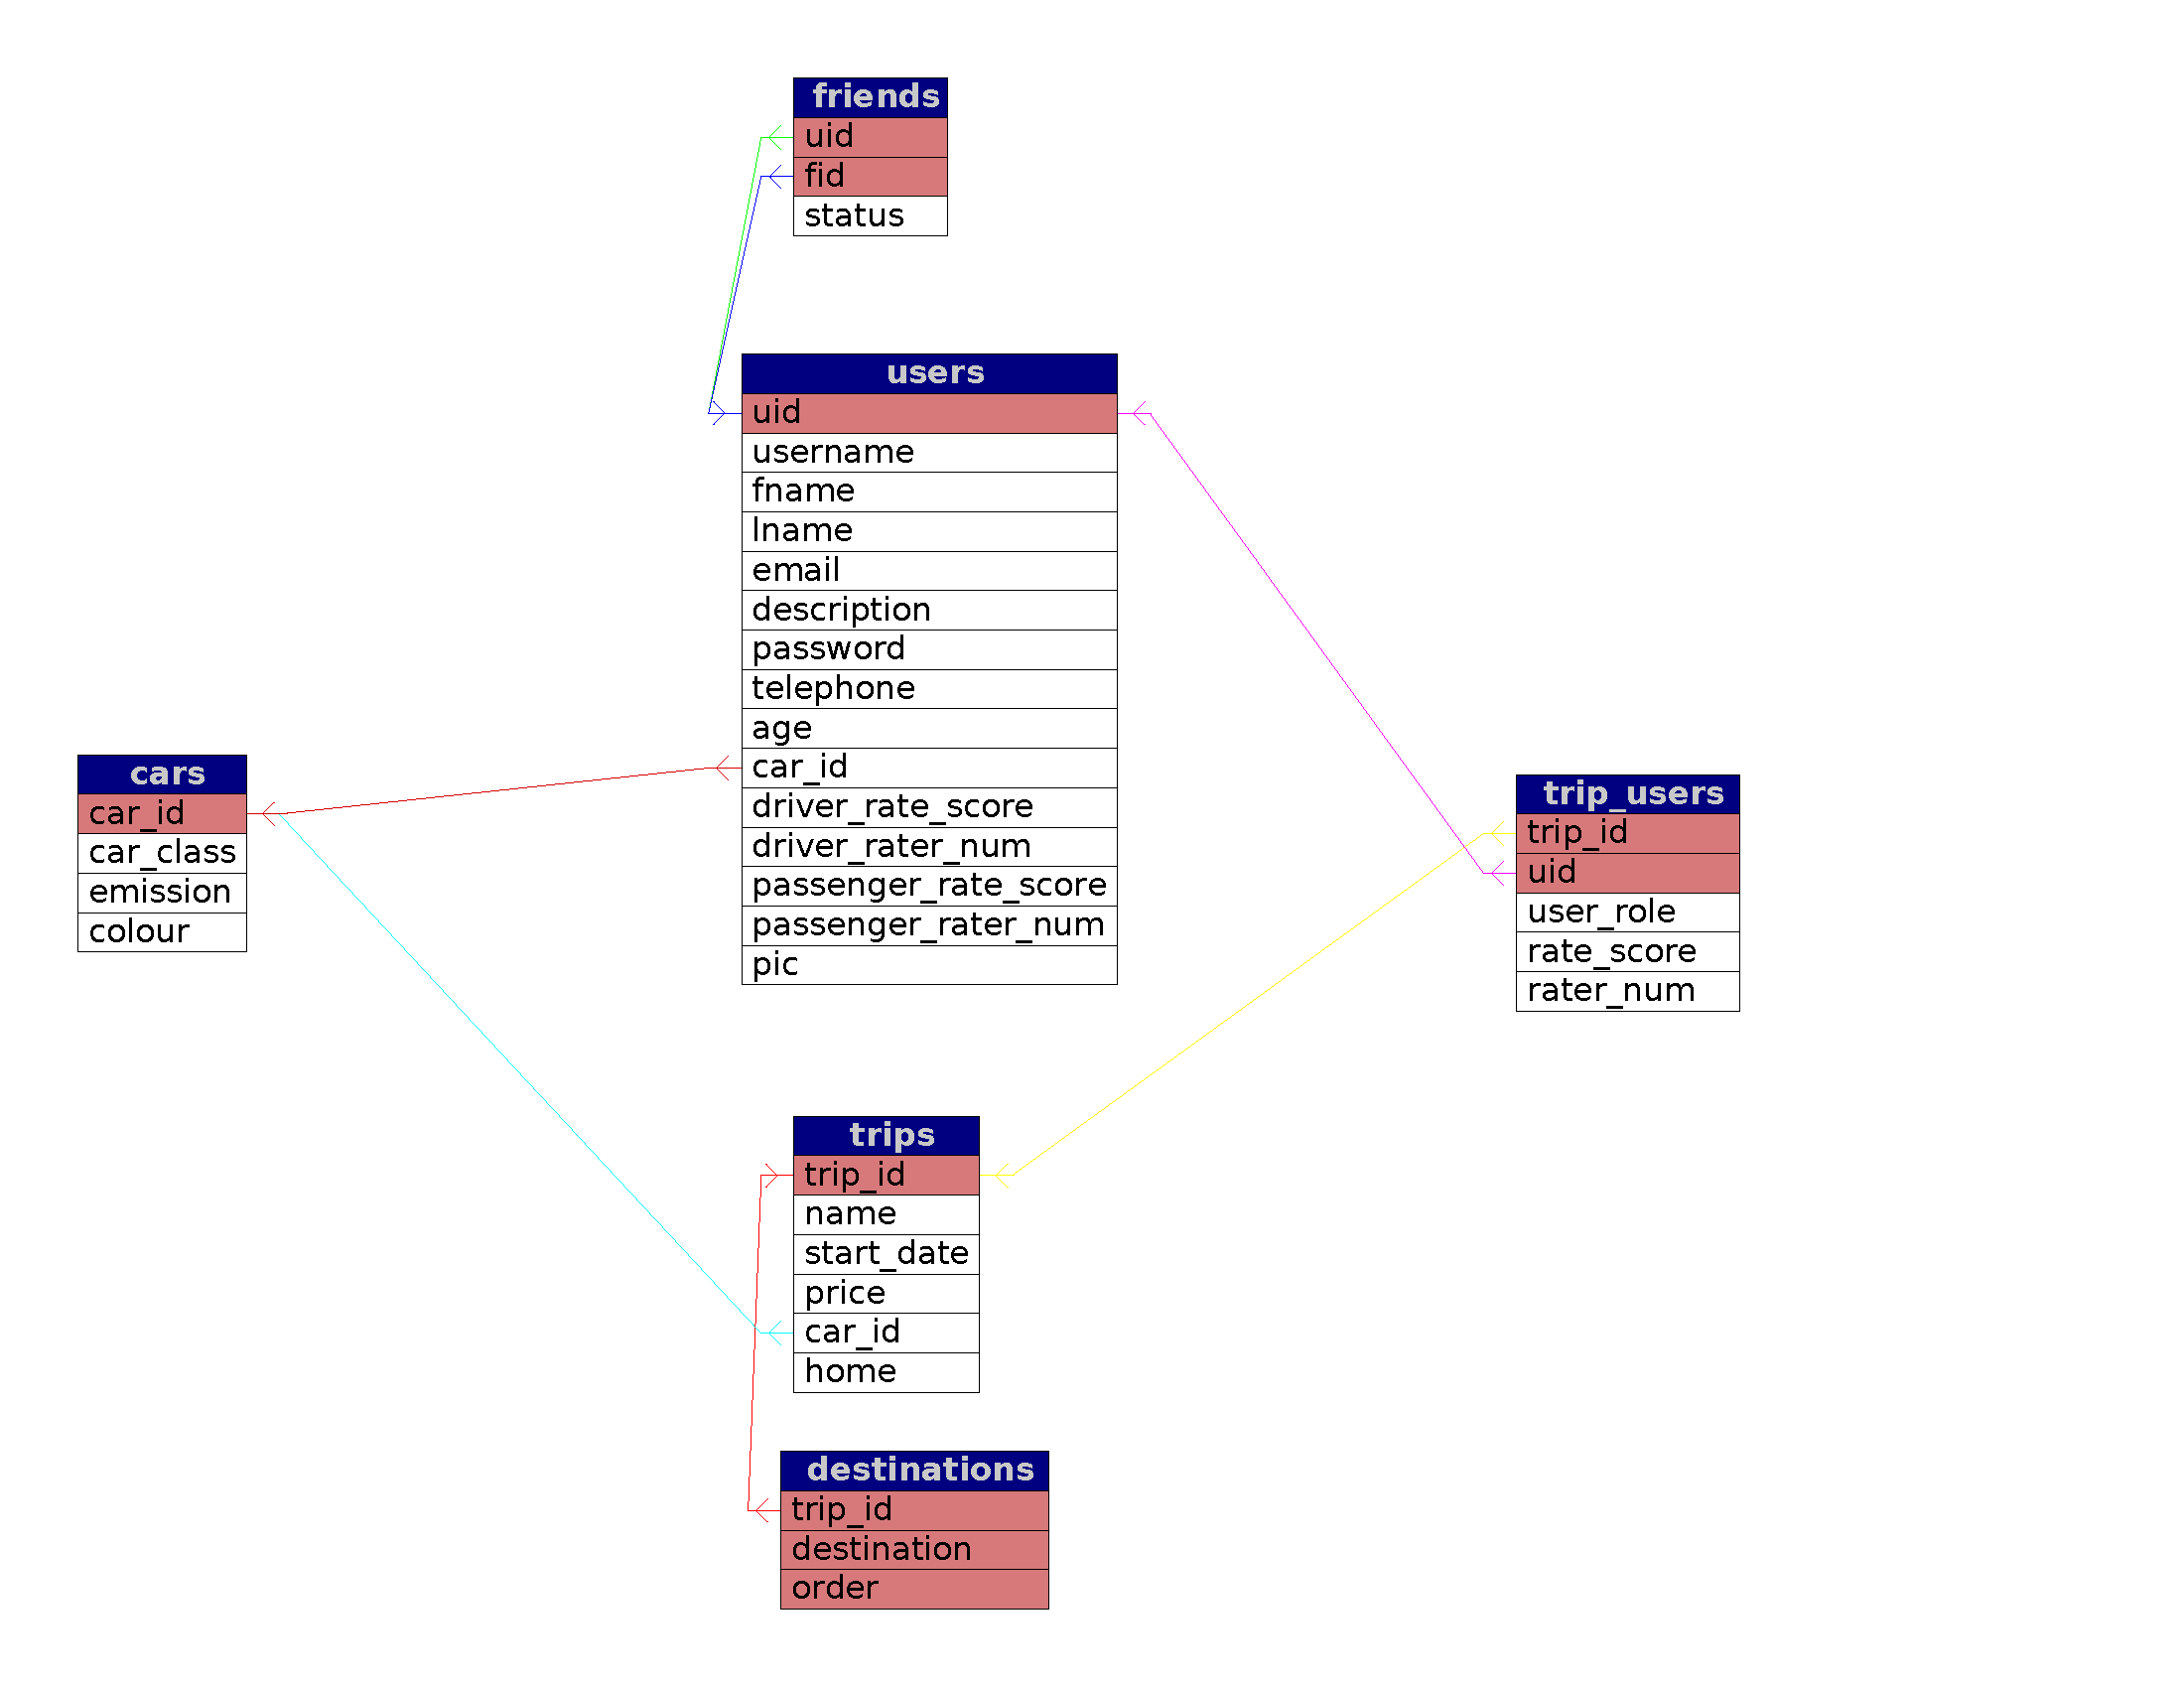 friends
uid
fid
status
users
uid
username
fname
lname
email
description
password
telephone
age
car_id
driver_rate_score
driver_rater_num
passenger_rate_score
passenger_rater_num
pic
cars
car_id
car_class
emission
colour
trip_users
trip_id
uid
user_role
rate_score
rater_num
trips
trip_id
name
start_date
price
car_id
home
destinations
trip_id
destination
order